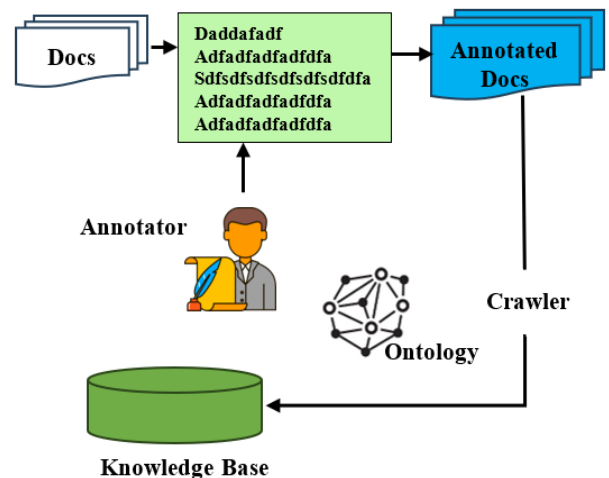 Docs
Daddafadf
Adfadfadfadfdfa
Sdfsdfsdfsdfsdfsdfdfa
Adfadfadfadfdfa
Adfadfadfadfdfa
Annotated
Docs
Annotator
Crawler
Ontology
Knowledge Base